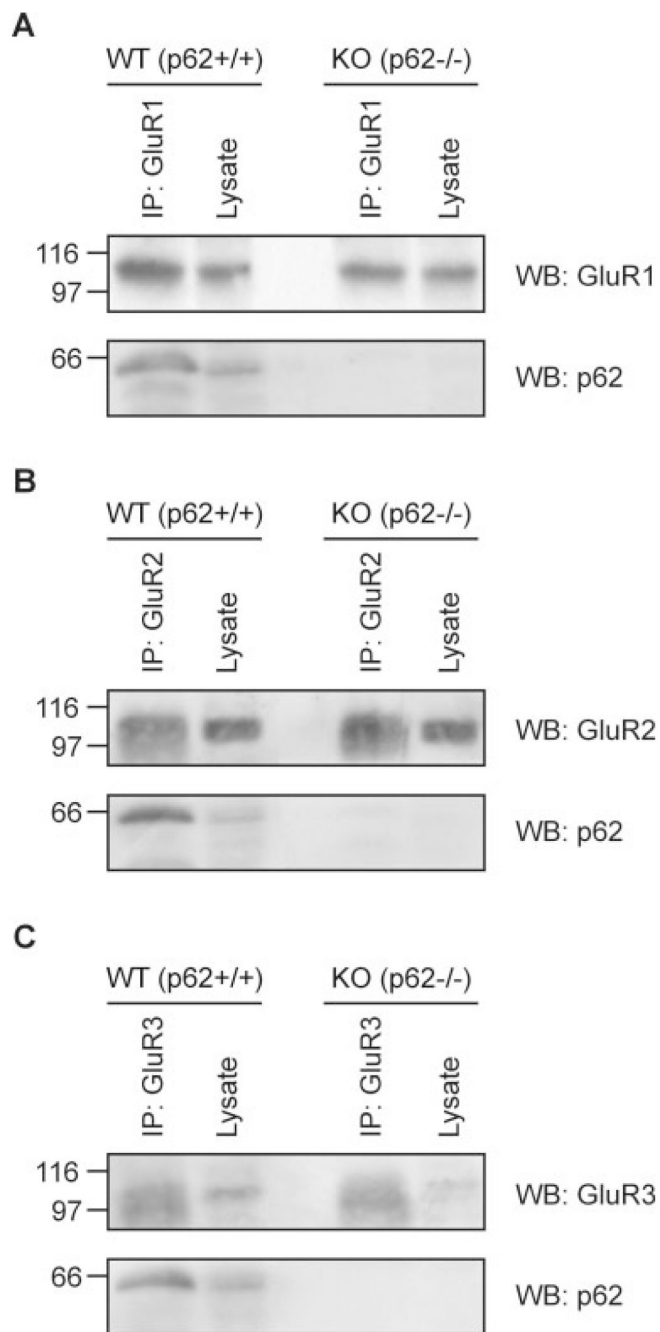 A
WT (p62+/+) KO (p62-/-)
IP: GluR1 Lysate IP: GluR1 Lysate
116
97
WB: GluR1
66
WB: p62
B
WT (p62+/+) KO (p62-/-)
IP: GluR2 Lysate IP: GluR2 Lysate
116
97
WB: GluR2
66
WB: p62
C
WT (p62+/+) KO (p62-/-)
IP: GluR3 Lysate IP: GluR3 Lysate
116
97
WB: GluR3
66
WB: p62